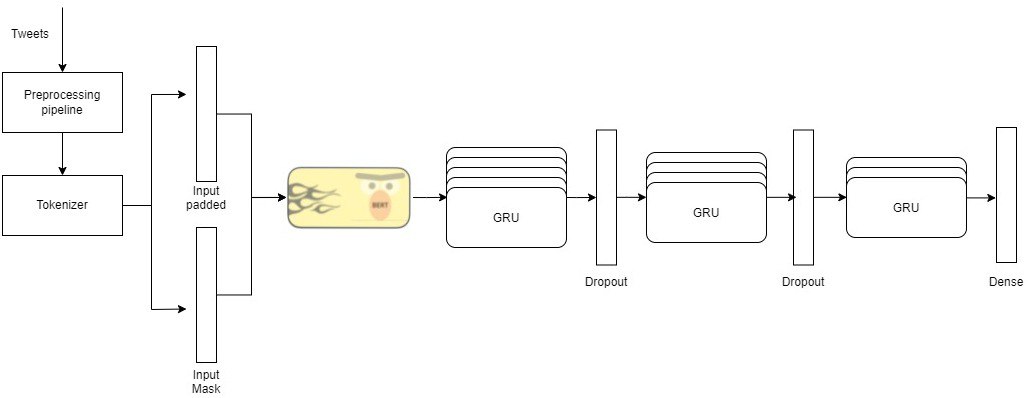 Tweets
Preprocessing
pipeline
Tokenizer
Input
padded
Input
Mask
BERT
GRU
Dropout
GRU
Dropout
GRU
Dense